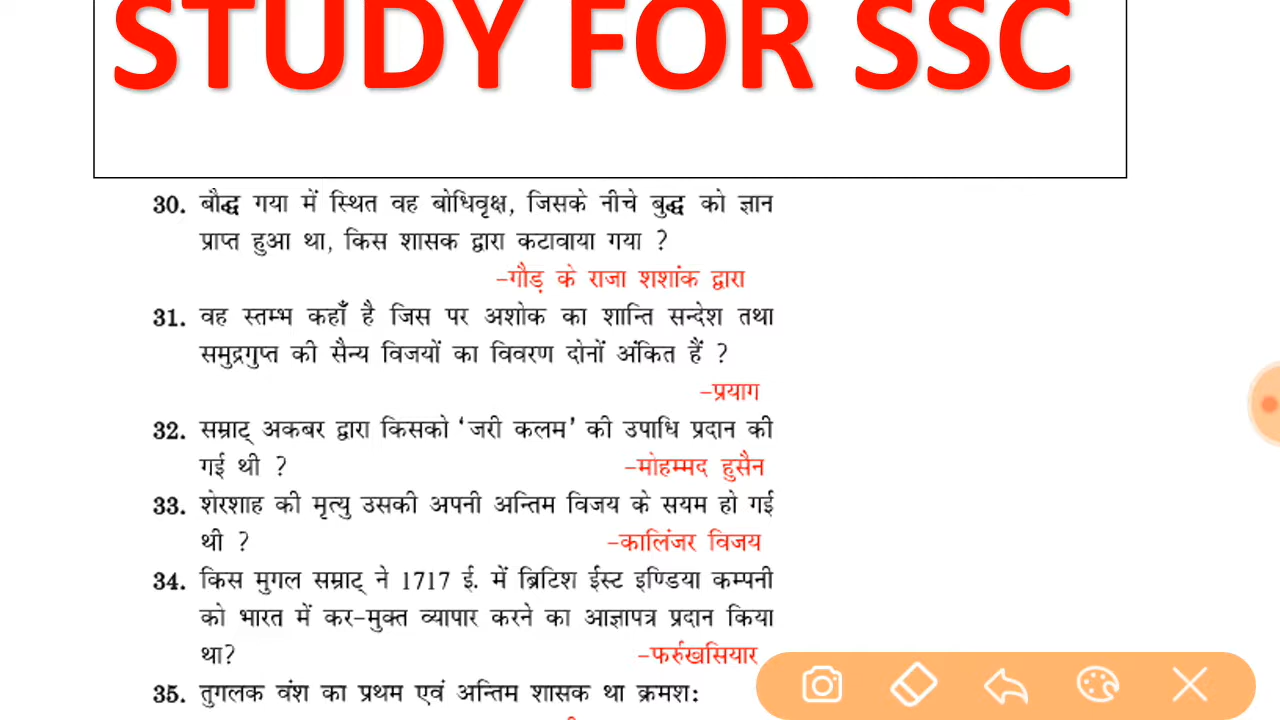 STUDY FOR SSC
30. बौद्ध गया में स्थित वह बोधिवृक्ष, जिसके नीचे बुद्ध को ज्ञान
प्राप्त हुआ था, किस शासक द्वारा कटावाया गया ?
–गौड़ के राजा शशांक द्वारा
31. वह स्तम्भ कहाँ है जिस पर अशोक का शान्ति सन्देश तथा
समुद्रगुप्त की सैन्य विजयों का विवरण दोनों अंकित हैं ?
–प्रयाग
32. सम्राट् अकबर द्वारा किसको ‘जरी कलम’ की उपाधि प्रदान की
गई थी ? –मोहम्मद हुसैन
33. शेरशाह की मृत्यु उसकी अपनी अन्तिम विजय के सयम हो गई
थी ? –कालिंजर विजय
34. किस मुगल सम्राट् ने 1717 ई. में ब्रिटिश ईस्ट इण्डिया कम्पनी
को भारत में कर–मुक्त व्यापार करने का आज्ञापत्र प्रदान किया
था? –फर्रुखसियार
35. तुगलक वंश का प्रथम एवं अन्तिम शासक था क्रमश: